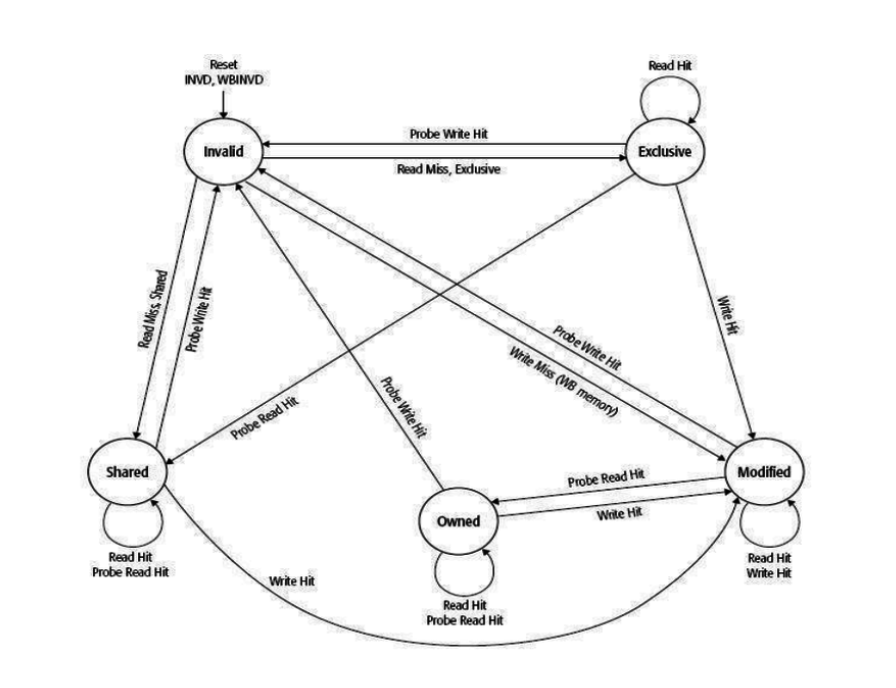 Reset
INVD, WBINVD
Read Hit
Invalid
Probe Write Hit
Read Miss, Exclusive
Exclusive
Read Miss, Shared
Probe Write Hit
Probe Read Hit
Probe Write Hit
Probe Write Hit
Write Miss (WB memory)
Write Hit
Shared
Read Hit
Probe Read Hit
Owned
Read Hit
Probe Read Hit
Probe Read Hit
Write Hit
Modified
Read Hit
Write Hit
Write Hit